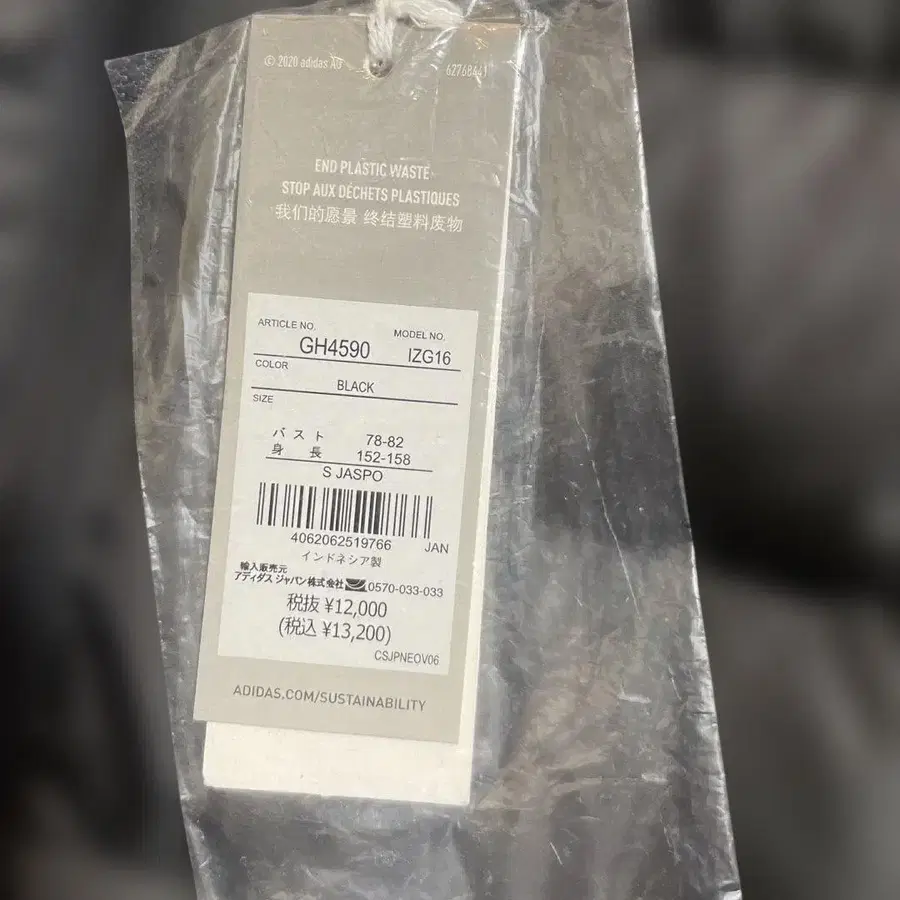 © 2020 adidas AG
62768441
END PLASTIC WASTE
STOP AUX DÉCHETS PLASTIQUES
我们的愿景 终结塑料废物
ARTICLE NO.
MODEL NO.
GH4590
IZG16
COLOR
BLACK
SIZE
バスト 78-82
身長 152-158
S JASPO
4062062519766 JAN
インドネシア製
輸入販売元
アディダス ジャパン株式会社 0570-033-033
税抜 ¥12,000
(税込 ¥13,200)
CSJPNEOV06
ADIDAS.COM/SUSTAINABILITY